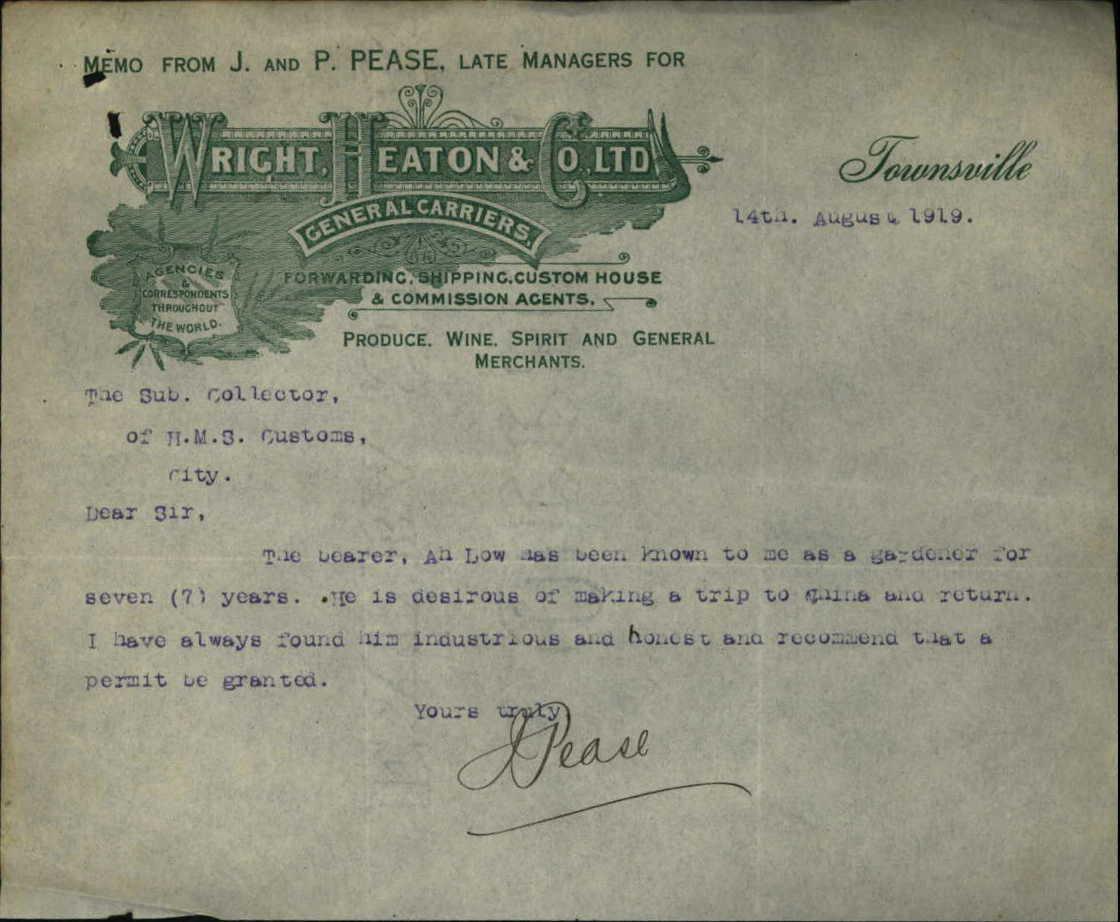 MEMO FROM J. AND P. PEASE, LATE MANAGERS FOR
WRIGHT, HEATON & CO., LTD
GENERAL CARRIERS.
AGENCIES
&
CORRESPONDENTS
THROUGHOUT
THE WORLD.
FORWARDING, SHIPPING, CUSTOM HOUSE
& COMMISSION AGENTS,
PRODUCE, WINE, SPIRIT AND GENERAL
MERCHANTS.
Townsville
14th. August 1919.
The Sub. Collector,
of H.M.S. Customs,
City.
Dear Sir,
The bearer, Ah Low has been known to me as a gardener for
seven (7) years. He is desirous of making a trip to China and return.
I have always found him industrious and honest and recommend that a
permit be granted.
Yours truly
J Pease